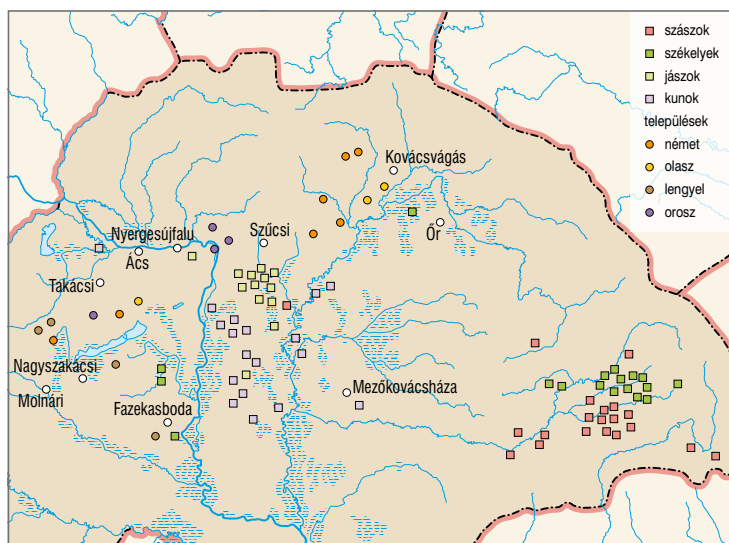 szászok
székelyek
jászok
kunok
települések
német
olasz
lengyel
orosz
Kovácsvágás
Nyergesújfalu
Szűcsi
Őr
Ács
Takácsi
Nagyszakácsi
Molnári
Mezőkovácsháza
Fazekasboda